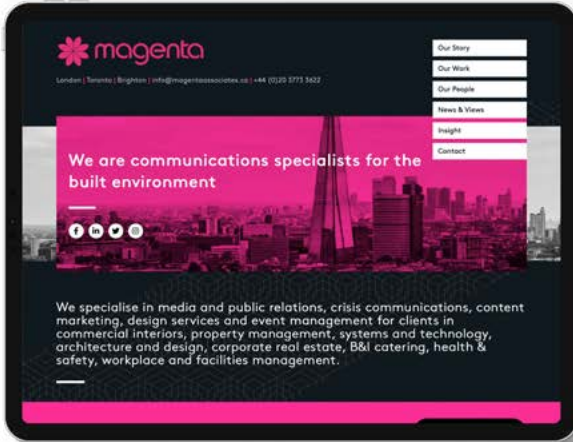 magenta
London | Toronto | Brighton | info@magentaassociates.co | +44 (0)20 3773 3622
Our Story
Our Work
Our People
News & Views
Insight
Contact
We are communications specialists for the
built environment
We specialise in media and public relations, crisis communications, content
marketing, design services and event management for clients in
commercial interiors, property management, systems and technology,
architecture and design, corporate real estate, B&I catering, health &
safety, workplace and facilities management.